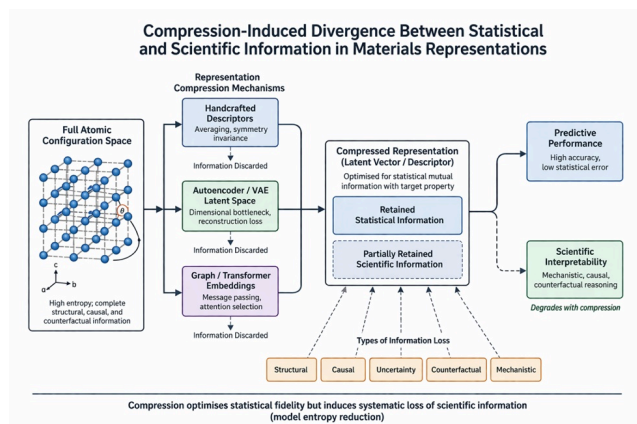 Compression-Induced Divergence Between Statistical
and Scientific Information in Materials Representations
Representation
Compression Mechanisms
Full Atomic
Configuration Space
θ
c
a
b
High entropy; complete
structural, causal, and
counterfactual information
Handcrafted
Descriptors
Averaging, symmetry
invariance
Information Discarded
Autoencoder / VAE
Latent Space
Dimensional bottleneck,
reconstruction loss
Information Discarded
Graph / Transformer
Embeddings
Message passing,
attention selection
Information Discarded
Compressed Representation
(Latent Vector / Descriptor)
Optimised for statistical mutual
information with target property
Retained
Statistical Information
Partially Retained
Scientific Information
Predictive
Performance
High accuracy,
low statistical error
Scientific
Interpretability
Mechanistic, causal,
counterfactual reasoning
Degrades with compression
Types of Information Loss
Structural
Causal
Uncertainty
Counterfactual
Mechanistic
Compression optimises statistical fidelity but induces systematic loss of scientific information
(model entropy reduction)